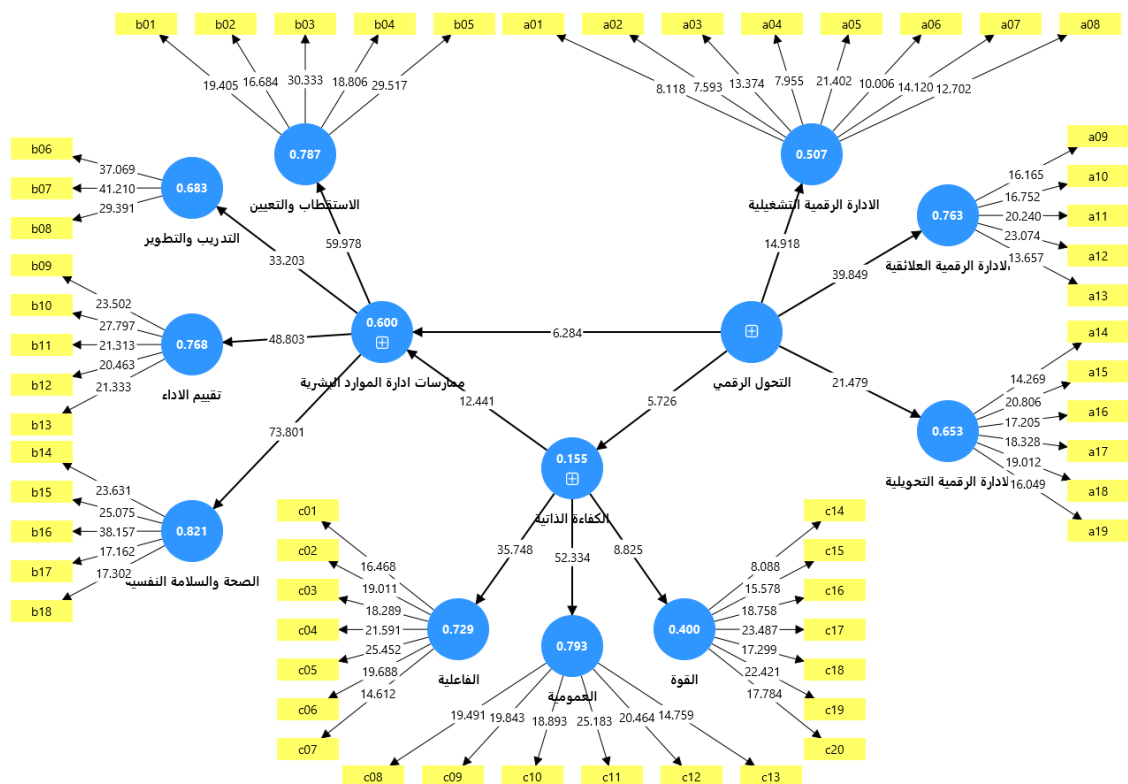 b01 b02 b03 b04 b05 a01 a02 a03 a04 a05 a06 a07 a08
19.405 16.684 30.333 18.806 29.517 8.118 7.593 13.374 7.955 21.402 10.006 14.120 12.702
0.787
الاستقطاب والتعيين
0.507
الادارة الرقمية التشغيلية
b06
b07
b08
37.069
41.210
29.391
0.683
التدريب والتطوير
a09
a10
a11
a12
a13
16.165
16.752
20.240
23.074
13.657
0.763
الادارة الرقمية العلائقية
59.978
33.203
48.803
73.801
14.918
39.849
21.479
6.284
5.726
12.441
b09
b10
b11
b12
b13
23.502
27.797
21.313
20.463
21.333
0.768
تقييم الاداء
0.600
ممارسات ادارة الموارد البشرية
التحول الرقمي
a14
a15
a16
a17
a18
a19
14.269
20.806
17.205
18.328
19.012
16.049
0.653
الادارة الرقمية التحويلية
b14
b15
b16
b17
b18
23.631
25.075
38.157
17.162
17.302
0.821
الصحة والسلامة النفسية
0.155
الكفاءة الذاتية
35.748
52.334
8.825
c01
c02
c03
c04
c05
c06
c07
16.468
19.011
18.289
21.591
25.452
19.688
14.612
0.729
الفاعلية
0.793
العمومية
0.400
القوة
c14
c15
c16
c17
c18
c19
c20
8.088
15.578
18.758
23.487
17.299
22.421
17.784
19.491 19.843 18.893 25.183 20.464 14.759
c08 c09 c10 c11 c12 c13